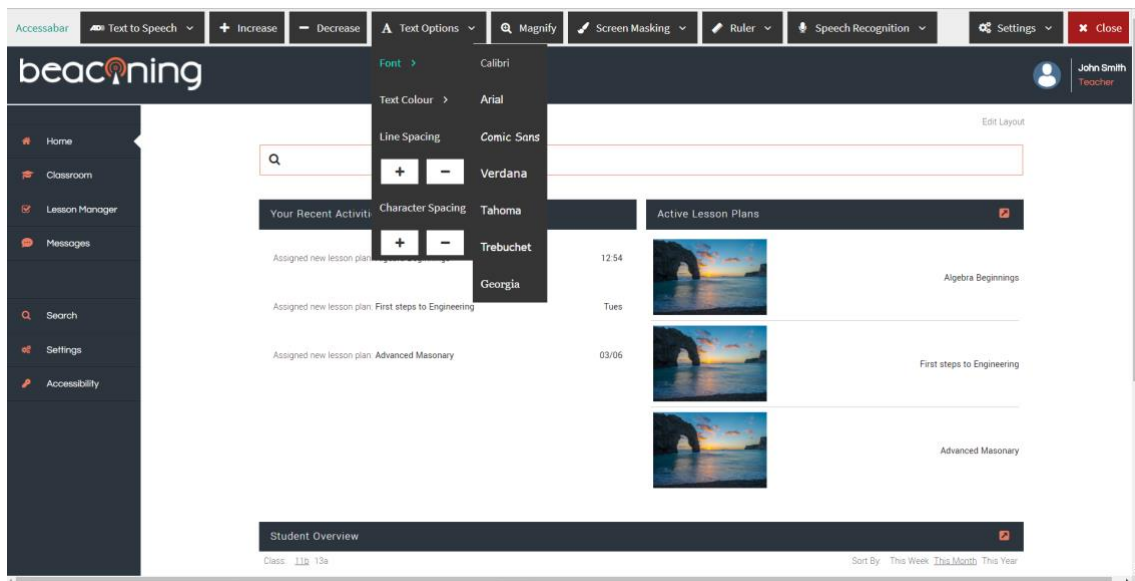 Accessabar Text to Speech Increase Decrease Text Options Magnify Screen Masking Ruler Speech Recognition Settings Close
beaconing
John Smith
Teacher
Font
Text Colour
Line Spacing
+ −
Character Spacing
+ −
Calibri
Arial
Comic Sans
Verdana
Tahoma
Trebuchet
Georgia
Home
Classroom
Lesson Manager
Messages
Search
Settings
Accessibility
Edit Layout
Your Recent Activiti
Assigned new lesson plan: 12:54
Assigned new lesson plan: First steps to Engineering Tues
Assigned new lesson plan: Advanced Masonary 03/06
Active Lesson Plans
Algebra Beginnings
First steps to Engineering
Advanced Masonary
Student Overview
Class: 11b 13a Sort By This Week This Month This Year